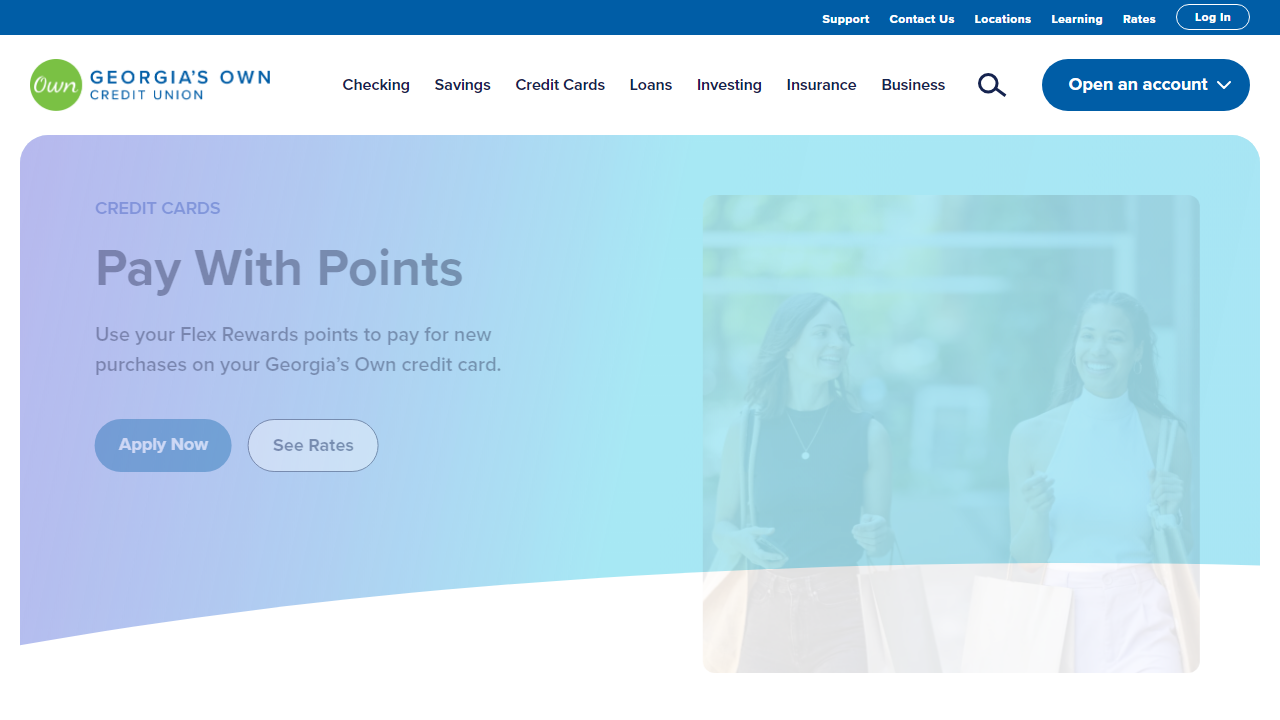 Support Contact Us Locations Learning Rates Log In
Own GEORGIA'S OWN
CREDIT UNION
Checking Savings Credit Cards Loans Investing Insurance Business Open an account
CREDIT CARDS
Pay With Points
Use your Flex Rewards points to pay for new
purchases on your Georgia’s Own credit card.
Apply Now See Rates